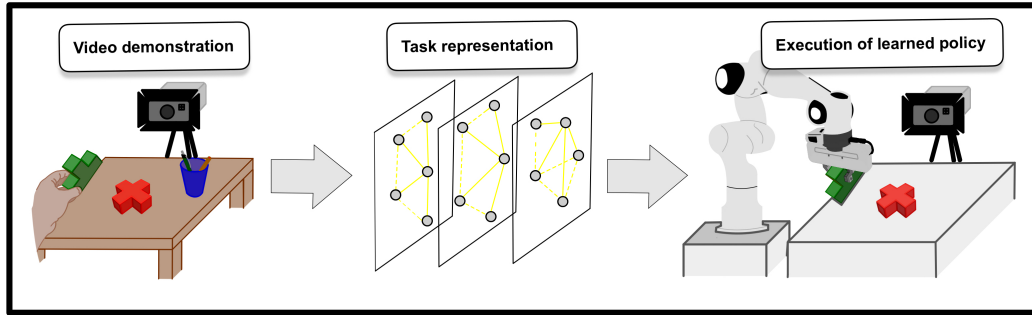 Video demonstration
Task representation
Execution of learned policy